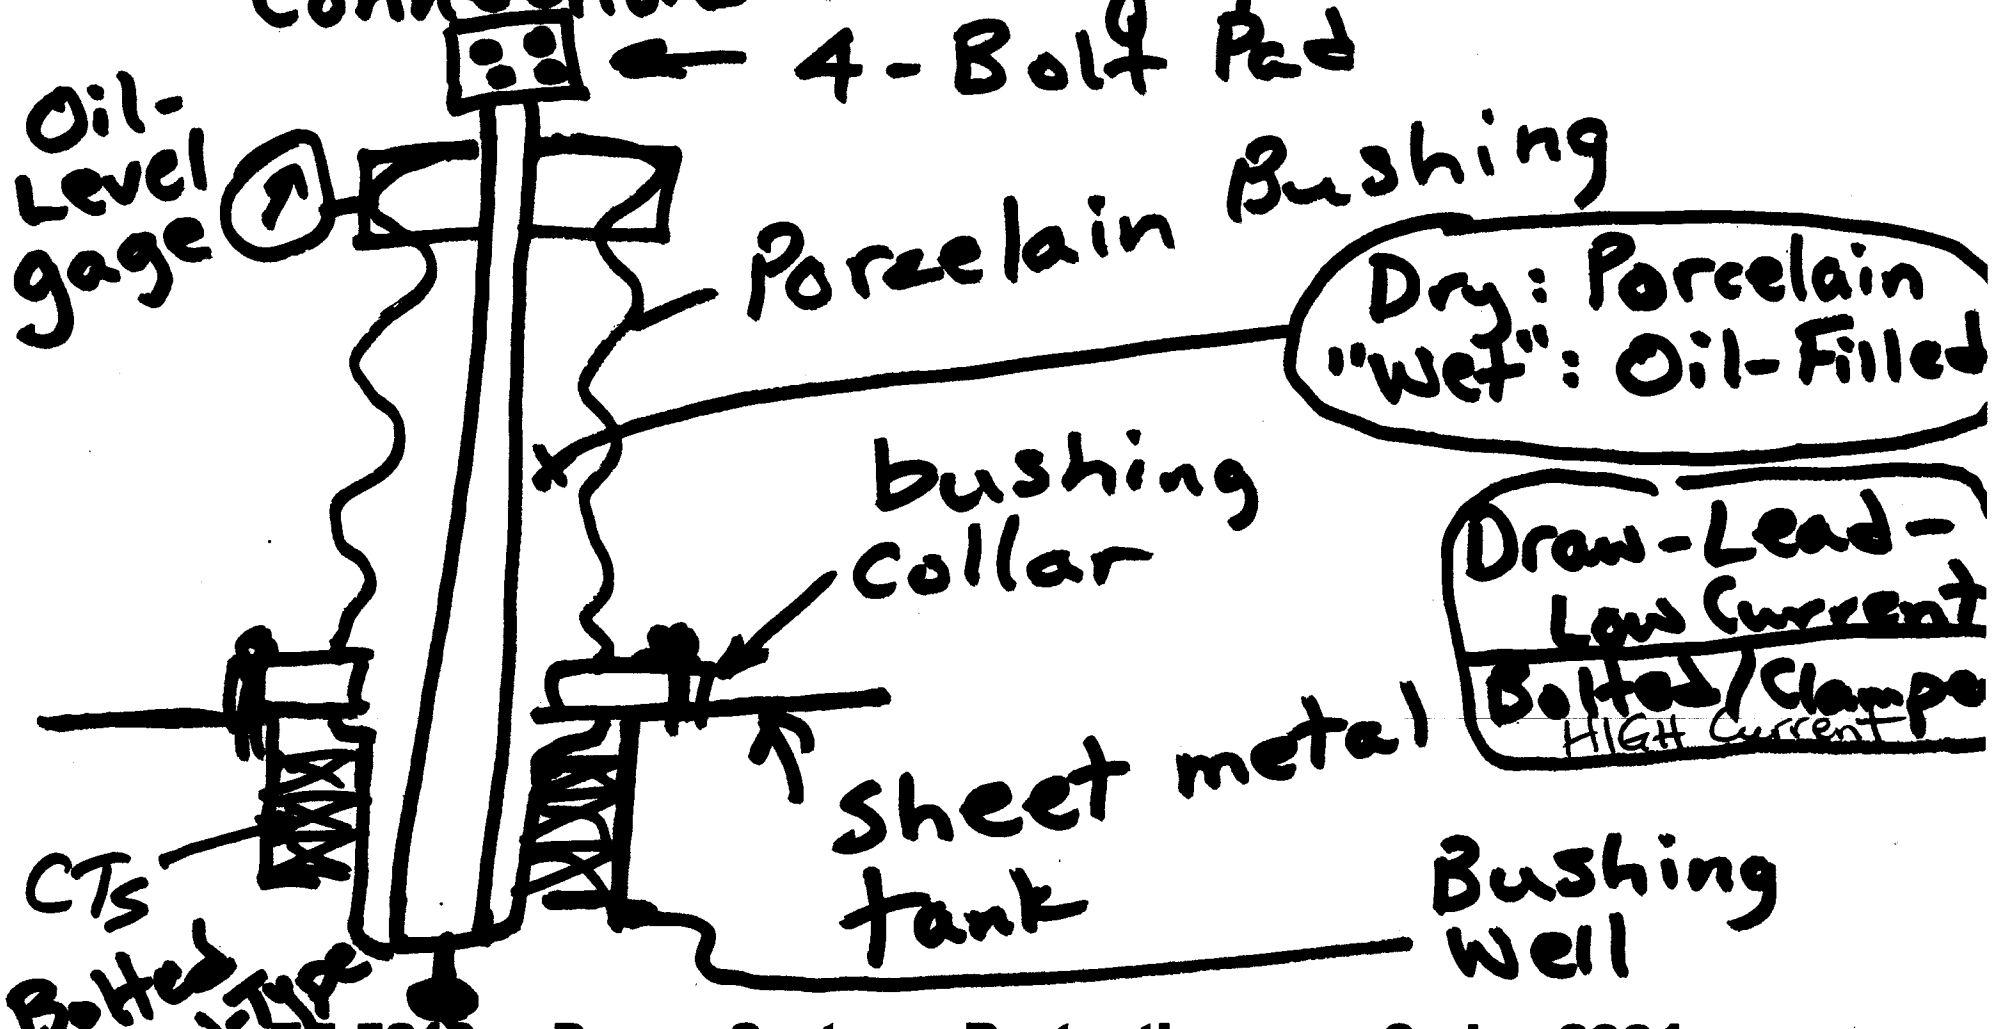 4-Bolt Pad
Oil-
Level
gage
Porcelain Bushing
Dry: Porcelain
"Wet": Oil-Filled
bushing
Collar
Draw-Lead-
Low Current
Bolted/Clampe
HIGH Current
Sheet metal
tank
CTs
Bushing
Well
Bolted
Type